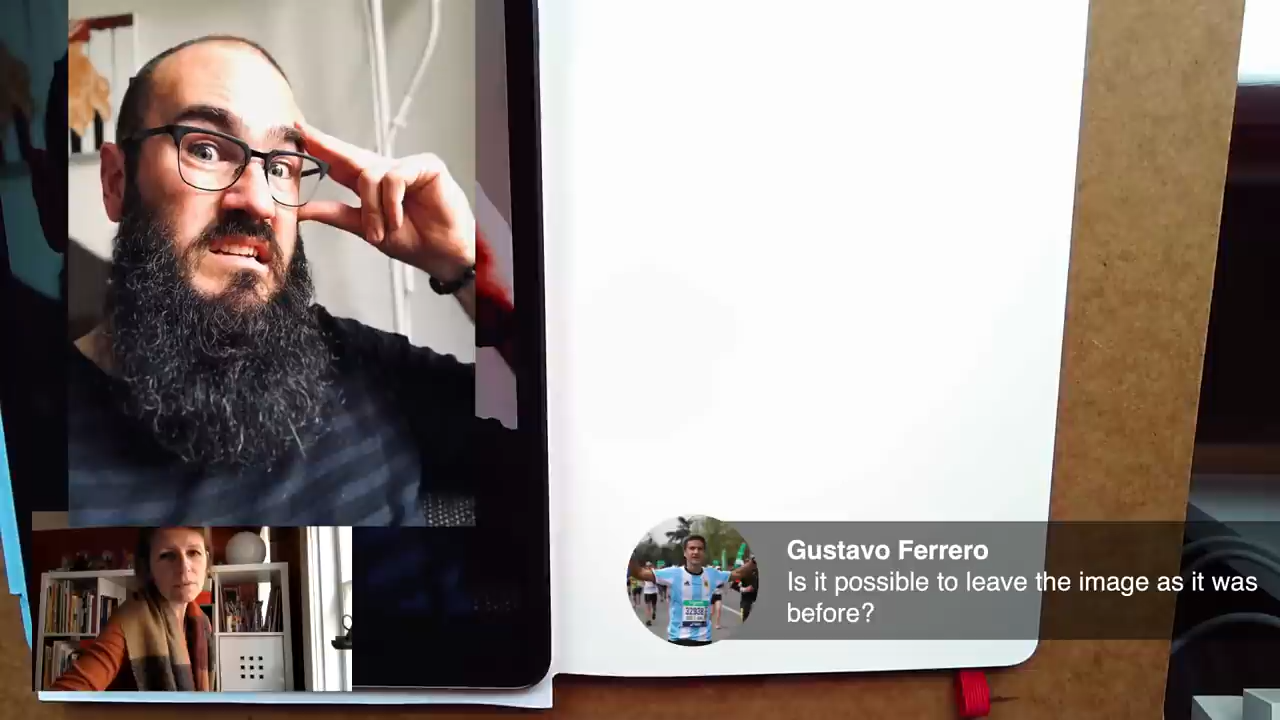 Gustavo Ferrero
Is it possible to leave the image as it was
before?